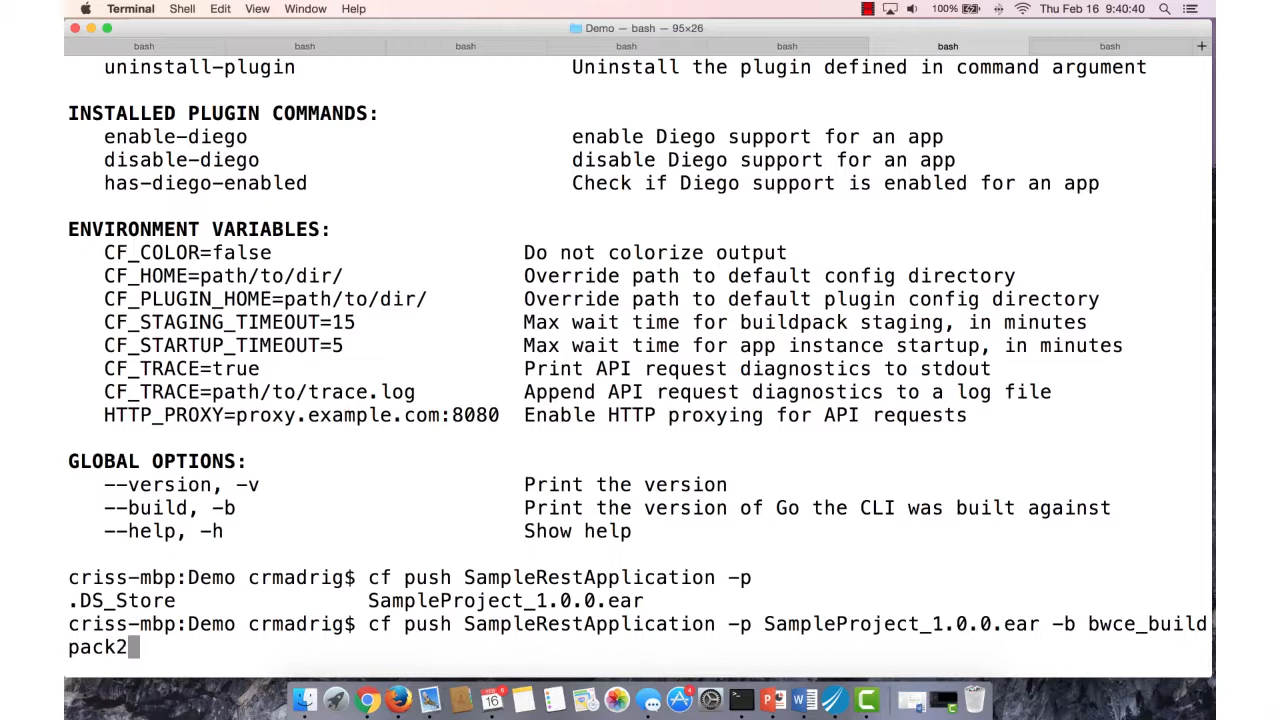 Terminal Shell Edit View Window Help 100% Thu Feb 16 9:40:40
Demo — bash — 95×26
bash bash bash bash bash bash bash +
uninstall-plugin Uninstall the plugin defined in command argument
INSTALLED PLUGIN COMMANDS:
enable-diego enable Diego support for an app
disable-diego disable Diego support for an app
has-diego-enabled Check if Diego support is enabled for an app
ENVIRONMENT VARIABLES:
CF_COLOR=false Do not colorize output
CF_HOME=path/to/dir/ Override path to default config directory
CF_PLUGIN_HOME=path/to/dir/ Override path to default plugin config directory
CF_STAGING_TIMEOUT=15 Max wait time for buildpack staging, in minutes
CF_STARTUP_TIMEOUT=5 Max wait time for app instance startup, in minutes
CF_TRACE=true Print API request diagnostics to stdout
CF_TRACE=path/to/trace.log Append API request diagnostics to a log file
HTTP_PROXY=proxy.example.com:8080 Enable HTTP proxying for API requests
GLOBAL OPTIONS:
--version, -v Print the version
--build, -b Print the version of Go the CLI was built against
--help, -h Show help
criss-mbp:Demo crmadrig$ cf push SampleRestApplication -p
.DS_Store SampleProject_1.0.0.ear
criss-mbp:Demo crmadrig$ cf push SampleRestApplication -p SampleProject_1.0.0.ear -b bwce_build
pack2
16